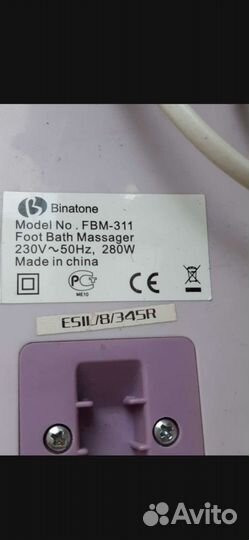 Binatone
Model No. FBM-311
Foot Bath Massager
230V~50Hz, 280W
Made in china
CE
ME10
ES1L/8/345R
Avito